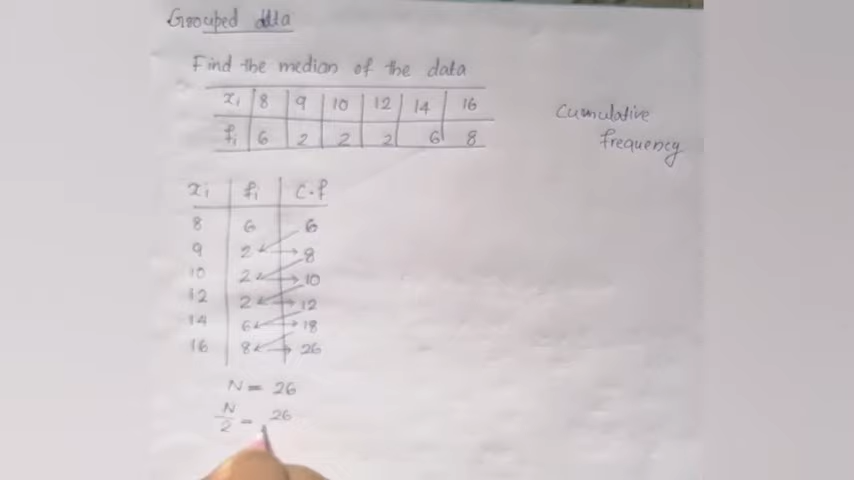 Grouped data
Find the median of the data
xi 8 9 10 12 14 16
fi 6 2 2 2 6 8
Cumulative
frequency
xi fi C.f
8 6 6
9 2 8
10 2 10
12 2 12
14 6 18
16 8 26
N = 26
N/2 = 26